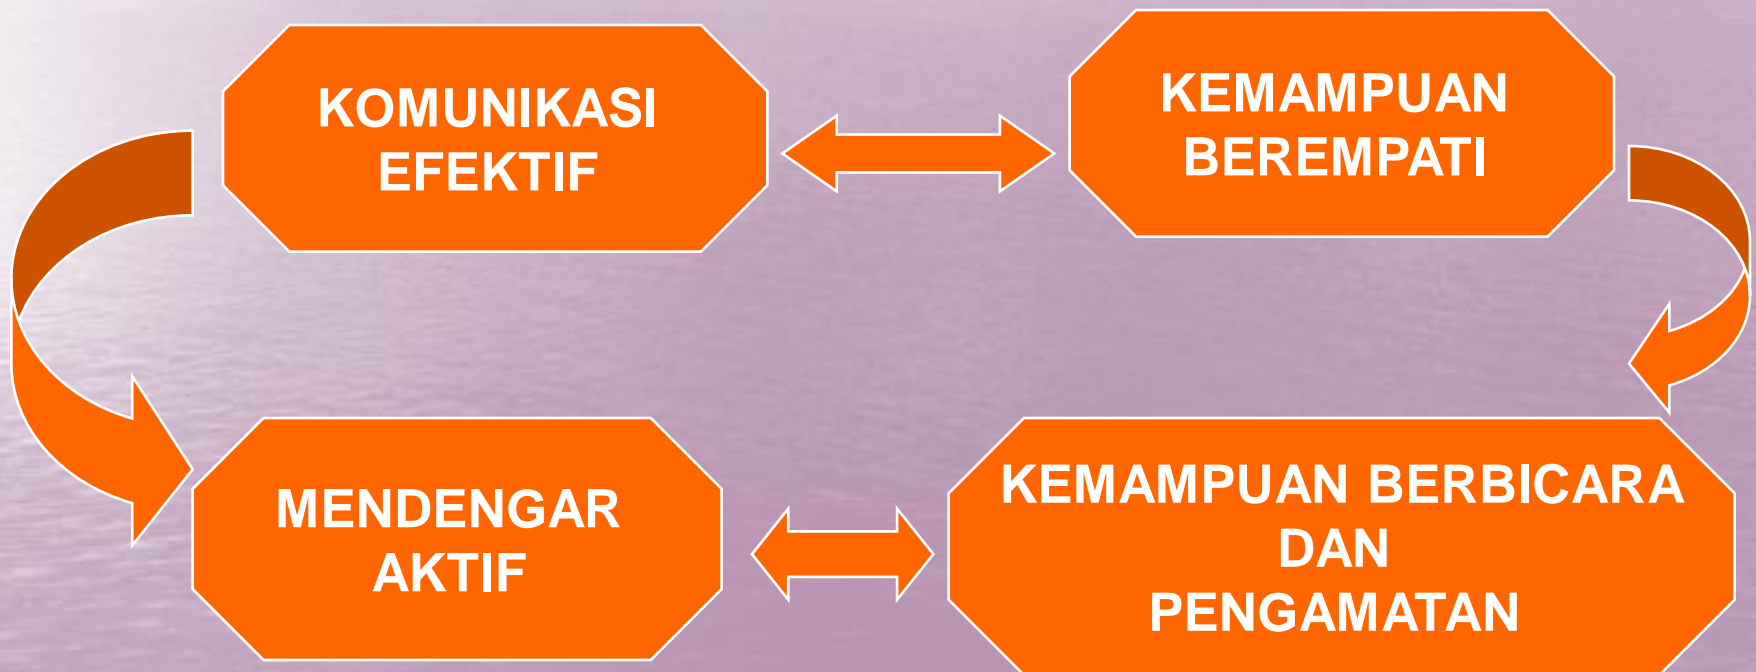 KOMUNIKASI
EFEKTIF
KEMAMPUAN
BEREMPATI
MENDENGAR
AKTIF
KEMAMPUAN BERBICARA
DAN
PENGAMATAN